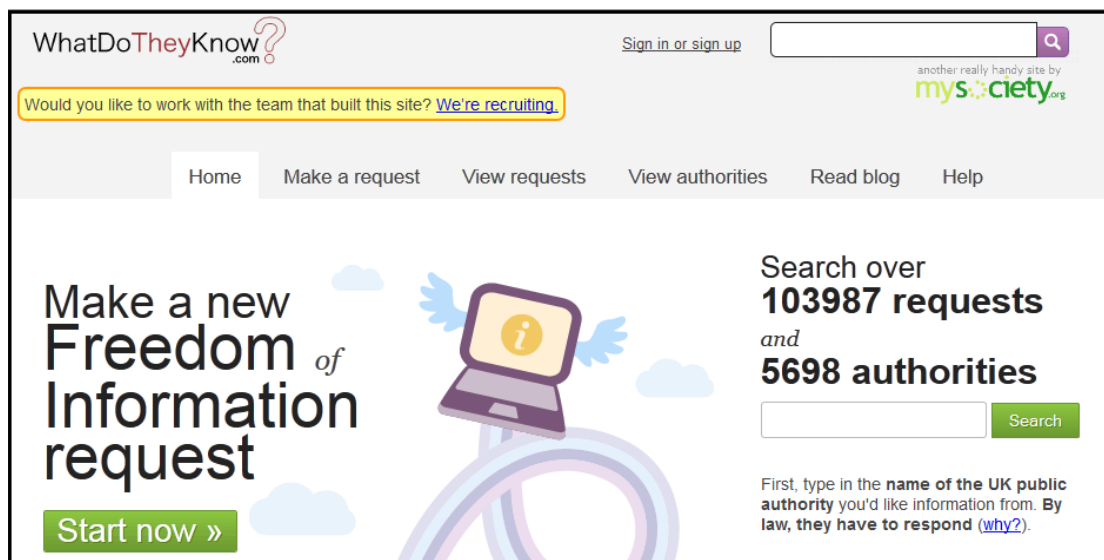 WhatDoTheyKnow?
.com
Sign in or sign up
another really handy site by
mysociety.org
Would you like to work with the team that built this site? We're recruiting.
Home Make a request View requests View authorities Read blog Help
Make a new
Freedom of
Information
request
Start now »
i
Search over
103987 requests
and
5698 authorities
Search
First, type in the name of the UK public
authority you'd like information from. By
law, they have to respond (why?).